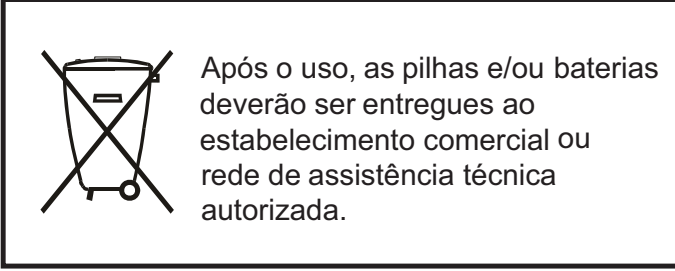 Após o uso, as pilhas e/ou baterias
deverão ser entregues ao
estabelecimento comercial ou
rede de assistência técnica
autorizada.